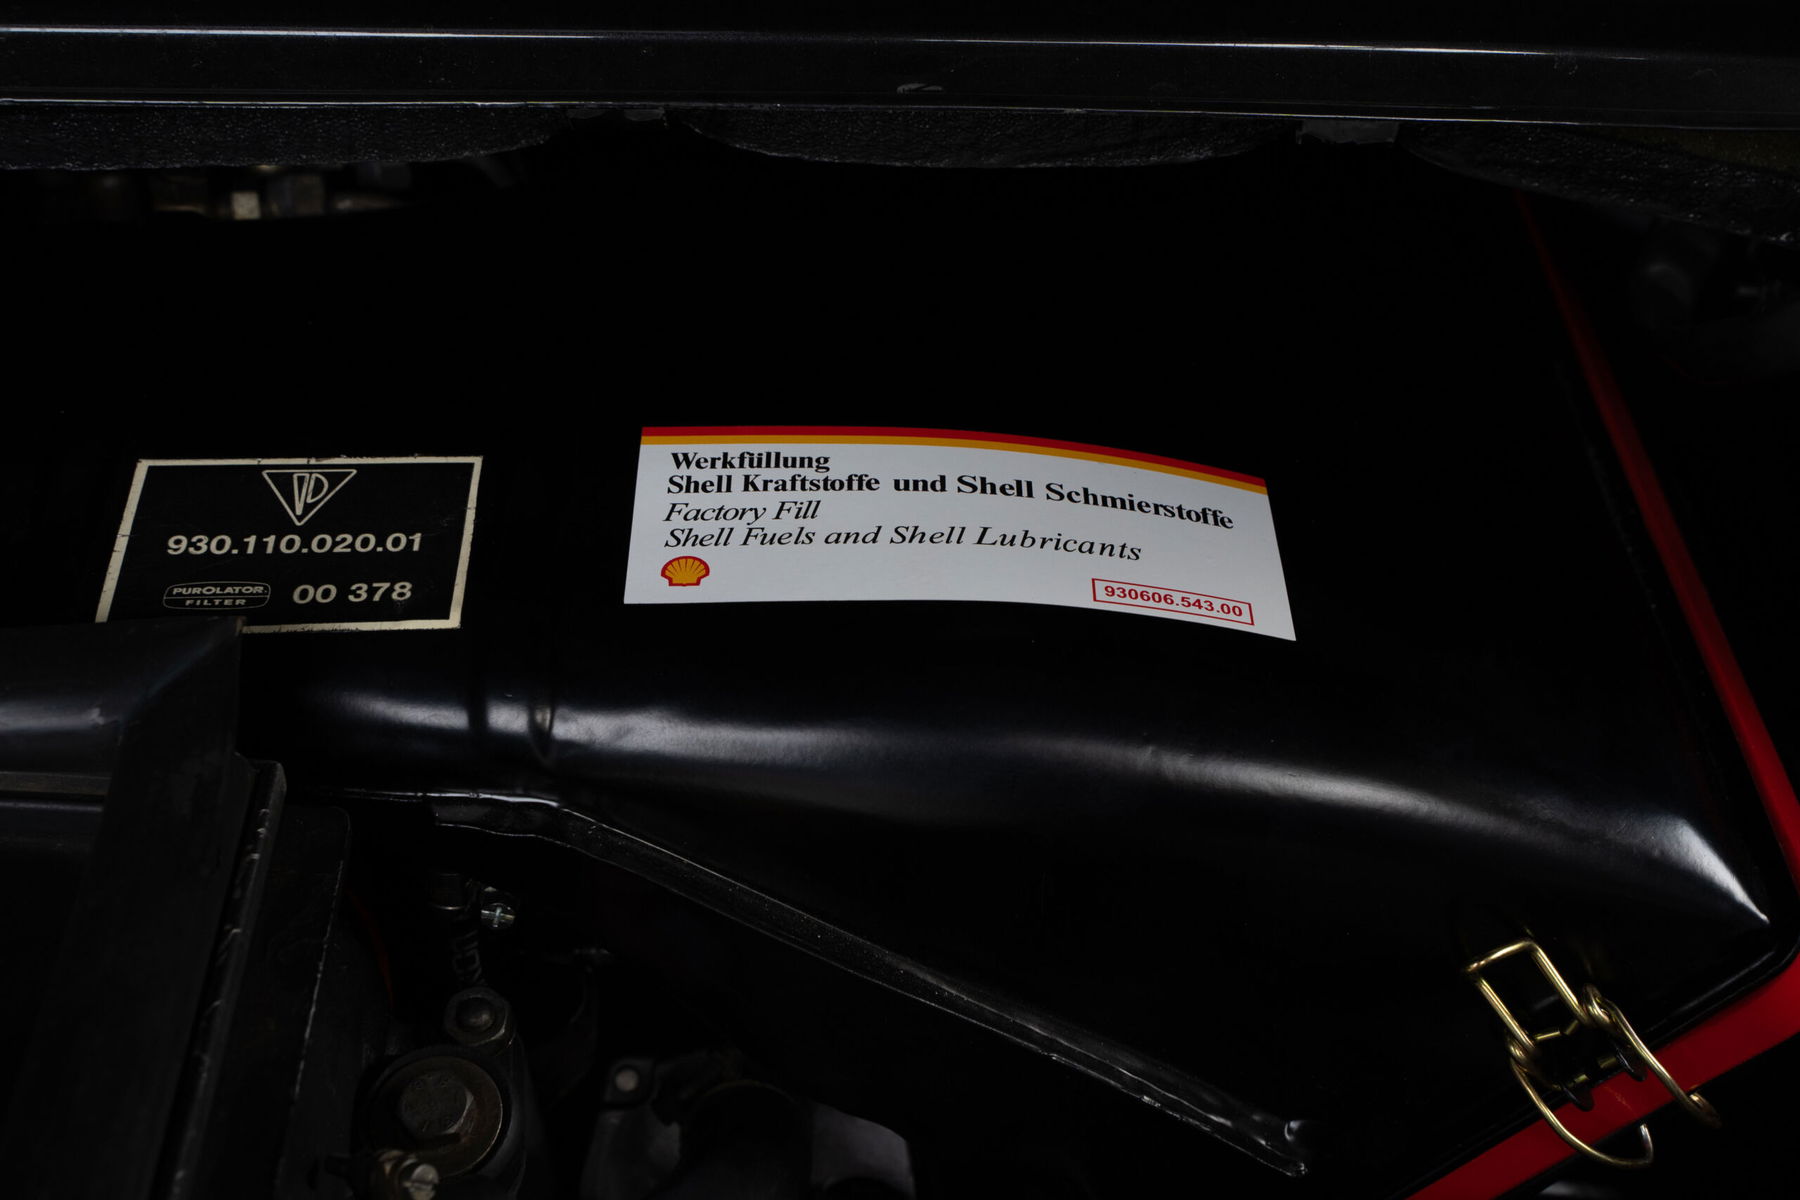 930.110.020.01
PUROLATOR
FILTER
00 378
Werkfüllung
Shell Kraftstoffe und Shell Schmierstoffe
Factory Fill
Shell Fuels and Shell Lubricants
930606.543.00